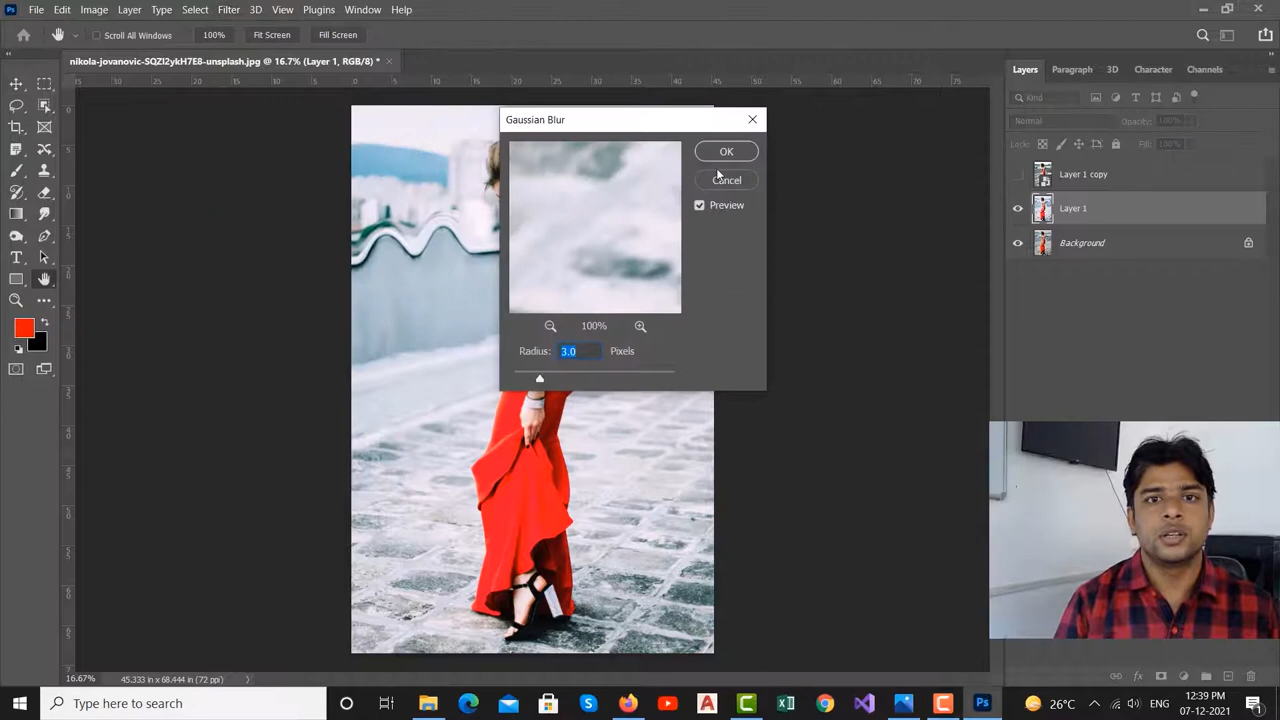 Ps File Edit Image Layer Type Select Filter 3D View Plugins Window Help
Scroll All Windows 100% Fit Screen Fill Screen
nikola-jovanovic-SQZI2ykH7E8-unsplash.jpg @ 16.7% (Layer 1, RGB/8) *
Layers Paragraph 3D Character Channels
Kind
Normal Opacity: 100%
Lock: Fill: 100%
Layer 1 copy
Layer 1
Background
Gaussian Blur
OK
Cancel
Preview
100%
Radius: 3.0 Pixels
16.67% 45.333 in x 68.444 in (72 ppi)
Type here to search
26°C
12:39 PM
07-12-2021